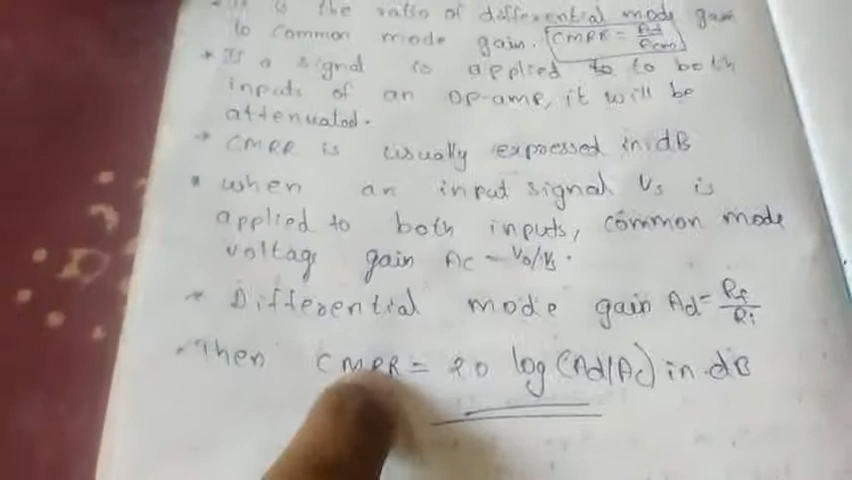 It is the ratio of differential mode gain
to common mode gain. CMRR = Ad/Acm
* If a signal is applied to to both
inputs of an op-amp, it will be
attenuated.
* CMRR is usually expressed in dB
* when an input signal Vs is
applied to both inputs, common mode
voltage gain Ac = Vo/Vs.
* Differential mode gain Ad = Rf/Ri
* Then CMRR = 20 log (Ad/Ac) in dB